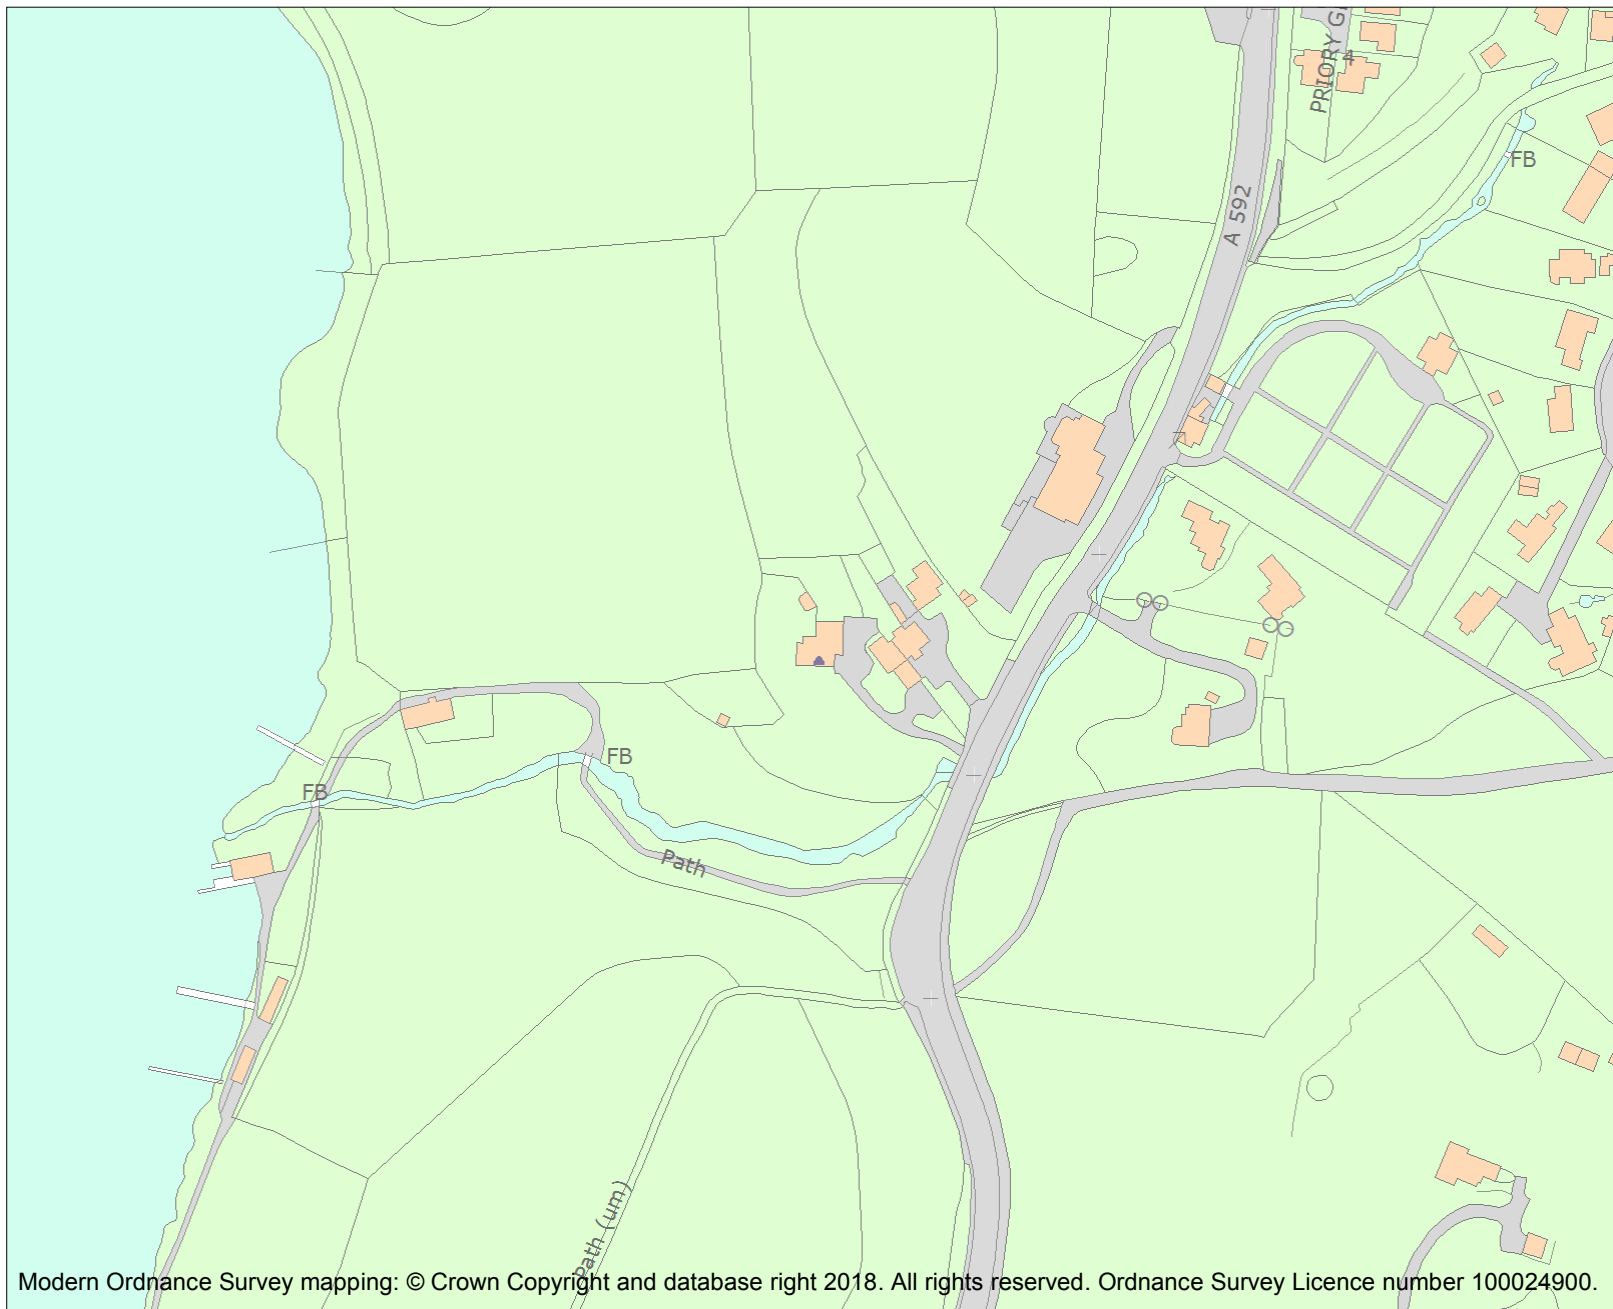 PRIORY G
4
A 592
FB
FB
FB
Path
Path (um)
Modern Ordnance Survey mapping: © Crown Copyright and database right 2018. All rights reserved. Ordnance Survey Licence number 100024900.